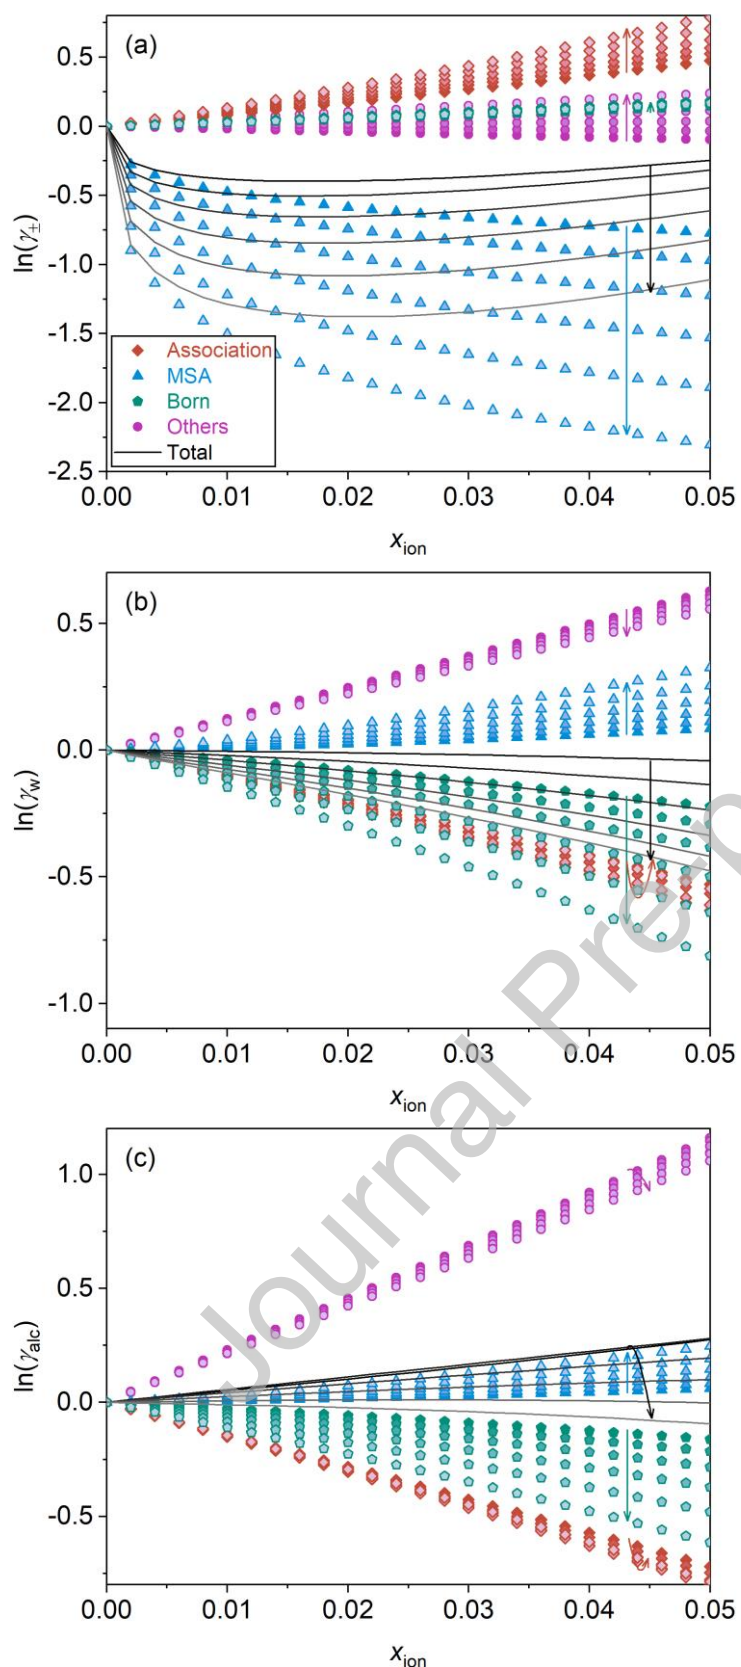 (a)
0.5
0.0
-0.5
-1.0
-1.5
-2.0
-2.5
ln(γ±)
Association
MSA
Born
Others
Total
0.00 0.01 0.02 0.03 0.04 0.05
xion
(b)
0.5
0.0
-0.5
-1.0
ln(γw)
0.00 0.01 0.02 0.03 0.04 0.05
xion
(c)
1.0
0.5
0.0
-0.5
ln(γalc)
0.00 0.01 0.02 0.03 0.04 0.05
xion
Journal Pre-p